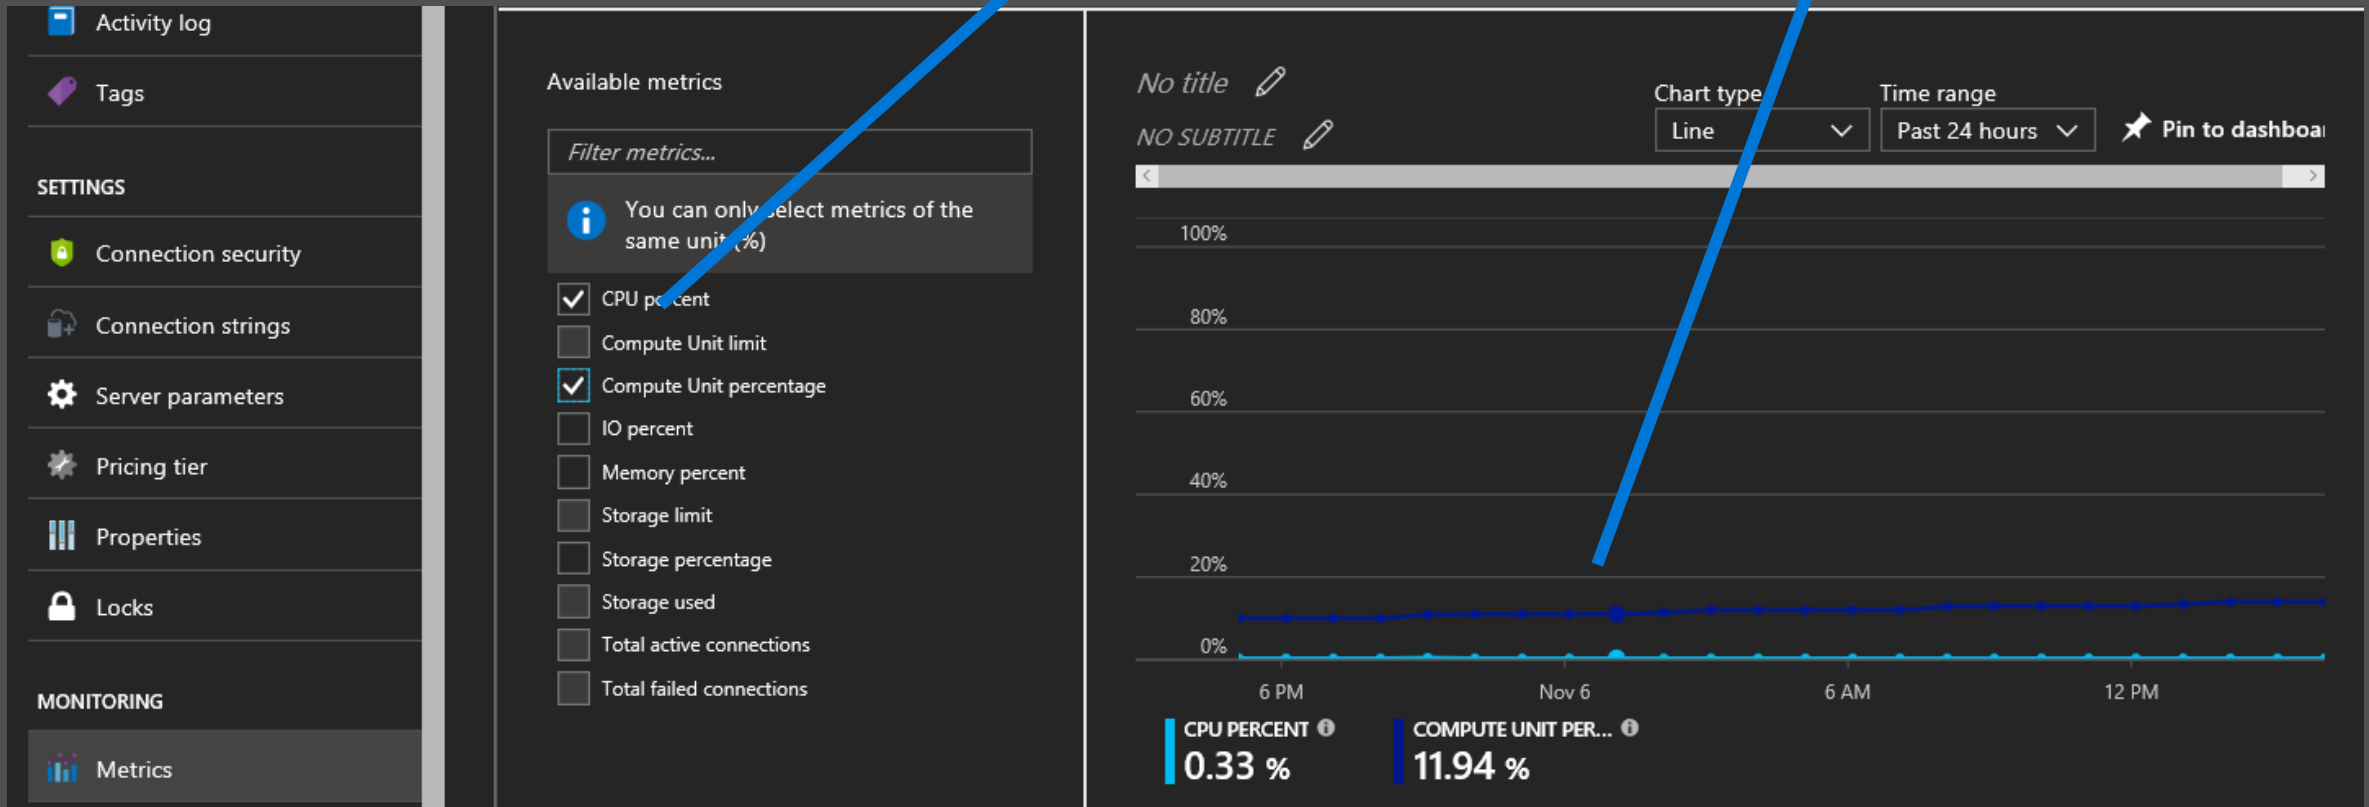 Activity log
Tags
SETTINGS
Connection security
Connection strings
Server parameters
Pricing tier
Properties
Locks
MONITORING
Metrics
Available metrics
Filter metrics...
You can only select metrics of the
same unit (%)
CPU percent
Compute Unit limit
Compute Unit percentage
IO percent
Memory percent
Storage limit
Storage percentage
Storage used
Total active connections
Total failed connections
No title
NO SUBTITLE
Chart type
Line
Time range
Past 24 hours
Pin to dashboar
100%
80%
60%
40%
20%
0%
6 PM
Nov 6
6 AM
12 PM
CPU PERCENT
0.33 %
COMPUTE UNIT PER...
11.94 %